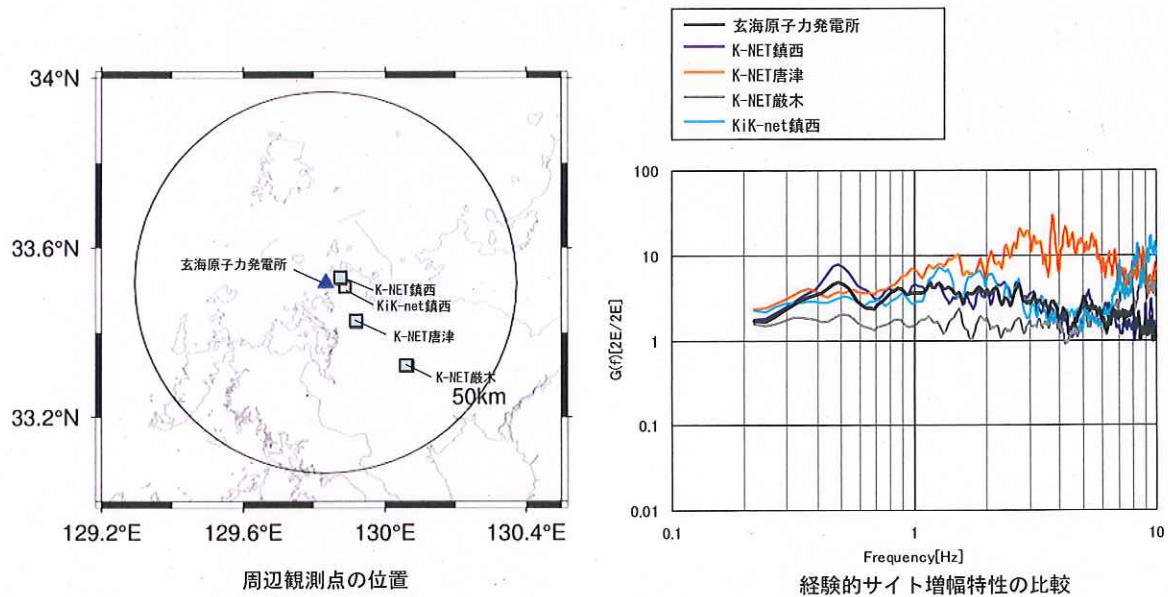 34°N
33.6°N
33.2°N
129.2°E
129.6°E
130°E
130.4°E
玄海原子力発電所
K-NET鎮西
KiK-net鎮西
K-NET唐津
K-NET厳木
50km
周辺観測点の位置
玄海原子力発電所
K-NET鎮西
K-NET唐津
K-NET厳木
KiK-net鎮西
100
10
1
0.1
0.01
G(f)[2E/2E]
0.1
1
10
Frequency[Hz]
経験的サイト増幅特性の比較